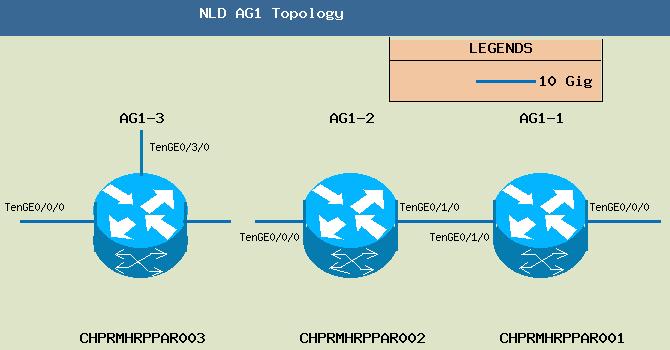 NLD AG1 Topology
LEGENDS
10 Gig
AG1-3
AG1-2
AG1-1
TenGE0/3/0
TenGE0/0/0
TenGE0/1/0
TenGE0/0/0
TenGE0/0/0
TenGE0/1/0
CHPRMHRPPAR003
CHPRMHRPPAR002
CHPRMHRPPAR001